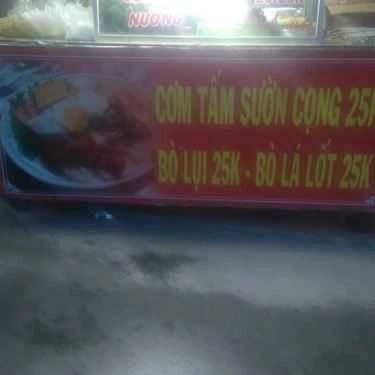 NƯỚNG
CƠM TẤM SƯỜN CỌNG 25K
BÒ LỤI 25K - BÒ LÁ LỐT 25K